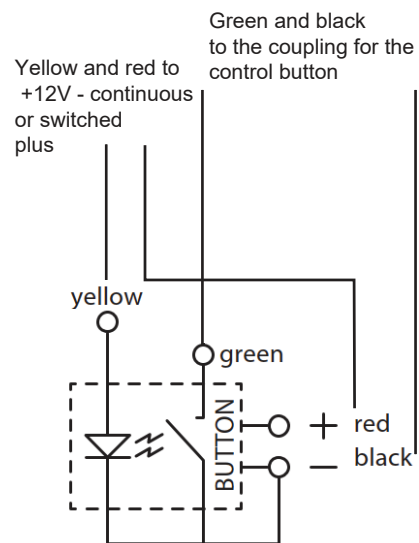 Green and black
to the coupling for the
control button
Yellow and red to
+12V - continuous
or switched
plus
yellow
green
BUTTON
+ red
− black